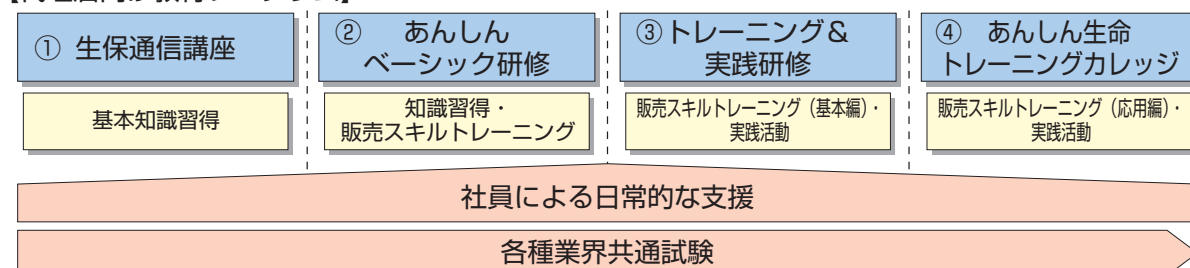 ① 生保通信講座
② あんしん
ベーシック研修
③トレーニング＆
実践研修
④ あんしん生命
トレーニングカレッジ
基本知識習得
知識習得・
販売スキルトレーニング
販売スキルトレーニング（基本編）・
実践活動
販売スキルトレーニング（応用編）・
実践活動
社員による日常的な支援
各種業界共通試験